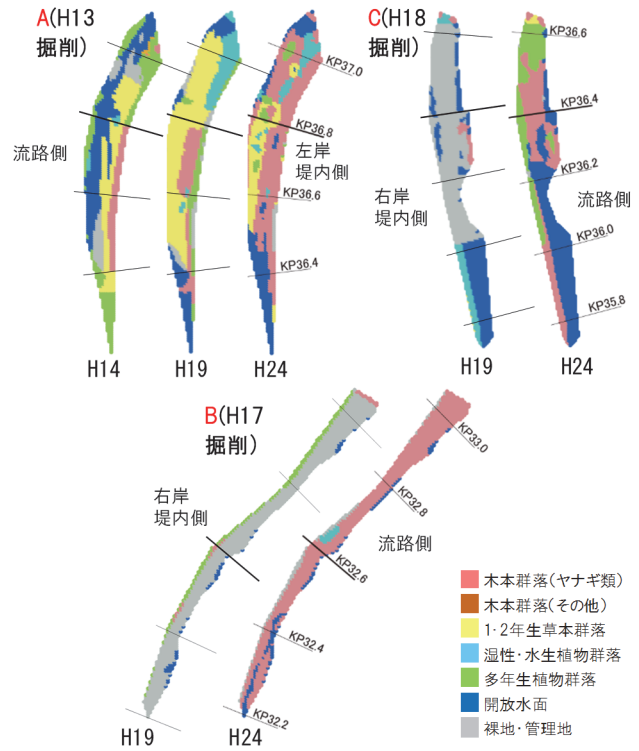 A(H13
掘削)
流路側
左岸
堤内側
KP37.0
KP36.8
KP36.6
KP36.4
H14
H19
H24
C(H18
掘削)
右岸
堤内側
流路側
KP36.6
KP36.4
KP36.2
KP36.0
KP35.8
H19
H24
B(H17
掘削)
右岸
堤内側
流路側
KP33.0
KP32.8
KP32.6
KP32.4
KP32.2
H19
H24
木本群落(ヤナギ類)
木本群落(その他)
1・2年生草本群落
湿性・水生植物群落
多年生植物群落
開放水面
裸地・管理地